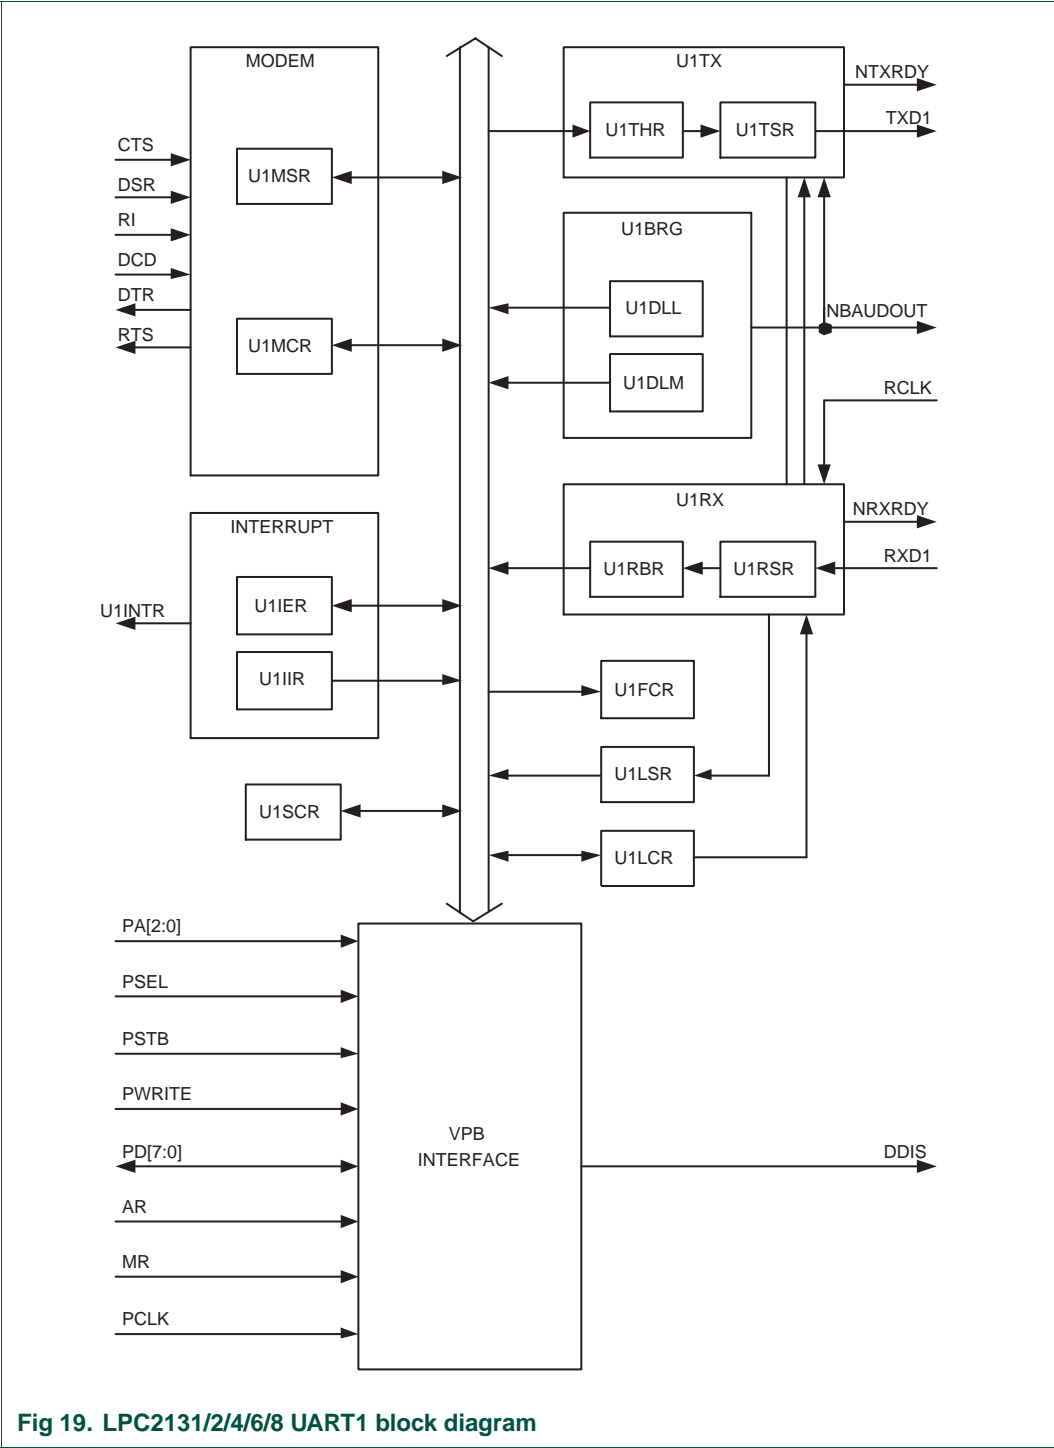 MODEM
CTS
DSR
RI
DCD
DTR
RTS
U1MSR
U1MCR
INTERRUPT
U1INTR
U1IER
U1IIR
U1SCR
U1TX
NTXRDY
U1THR
U1TSR
TXD1
U1BRG
U1DLL
NBAUDOUT
U1DLM
RCLK
U1RX
NRXRDY
U1RBR
U1RSR
RXD1
U1FCR
U1LSR
U1LCR
PA[2:0]
PSEL
PSTB
PWRITE
PD[7:0]
AR
MR
PCLK
VPB
INTERFACE
DDIS
Fig 19. LPC2131/2/4/6/8 UART1 block diagram